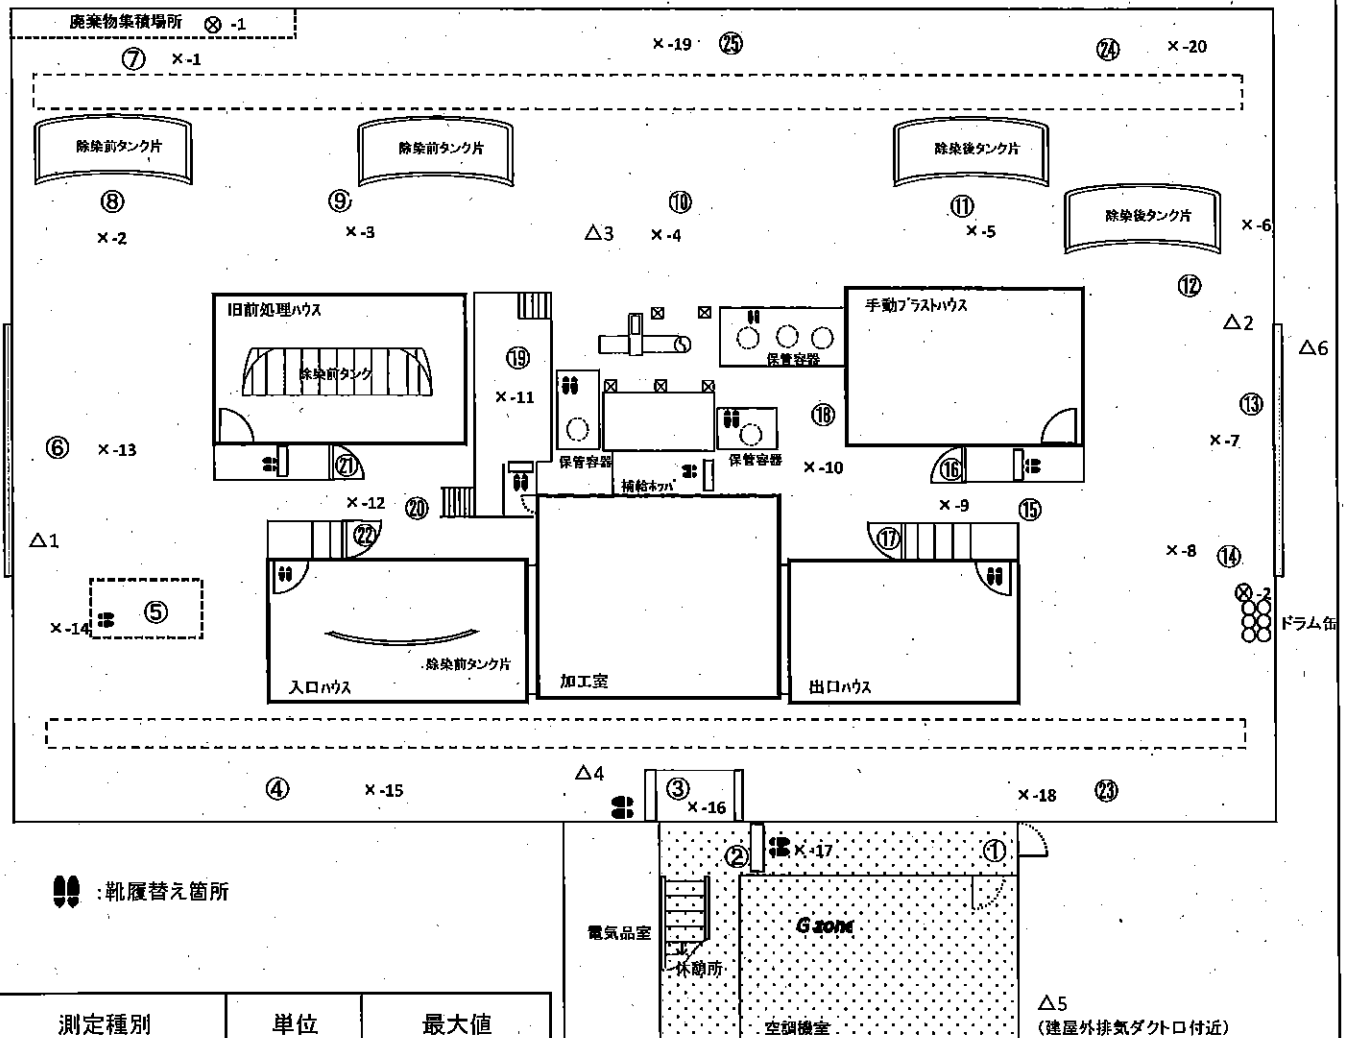 廃棄物集積場所 ⊗ -1
⑦ ×-1
×-19 ㉕
㉔ ×-20
除染前タンク片
除染前タンク片
除染後タンク片
除染後タンク片
⑧
⑨
⑩
⑪
×-2
×-3
△3 ×-4
×-5
×-6
⑫
△2
△6
旧前処理ハウス
除染前タンク
⑲
×-11
保管容器
手動ブラストハウス
⑬
⑱
×-7
⑥ ×-13
㉑
保管容器
保管容器
×-10
⑯
補給ホッパ
×-12 ⑳
×-9 ⑮
△1
㉒
⑰
×-8 ⑭
⊗-2
ドラム缶
×-14 ⑤
除染前タンク片
入口ハウス
加工室
出口ハウス
④ ×-15
△4
③ ×-16
×-18 ㉓
② ×-17 ①
:靴履替え箇所
電気品室
G zone
休憩所
空調機室
△5
(建屋外排気ダクト口付近)
測定種別 単位 最大値